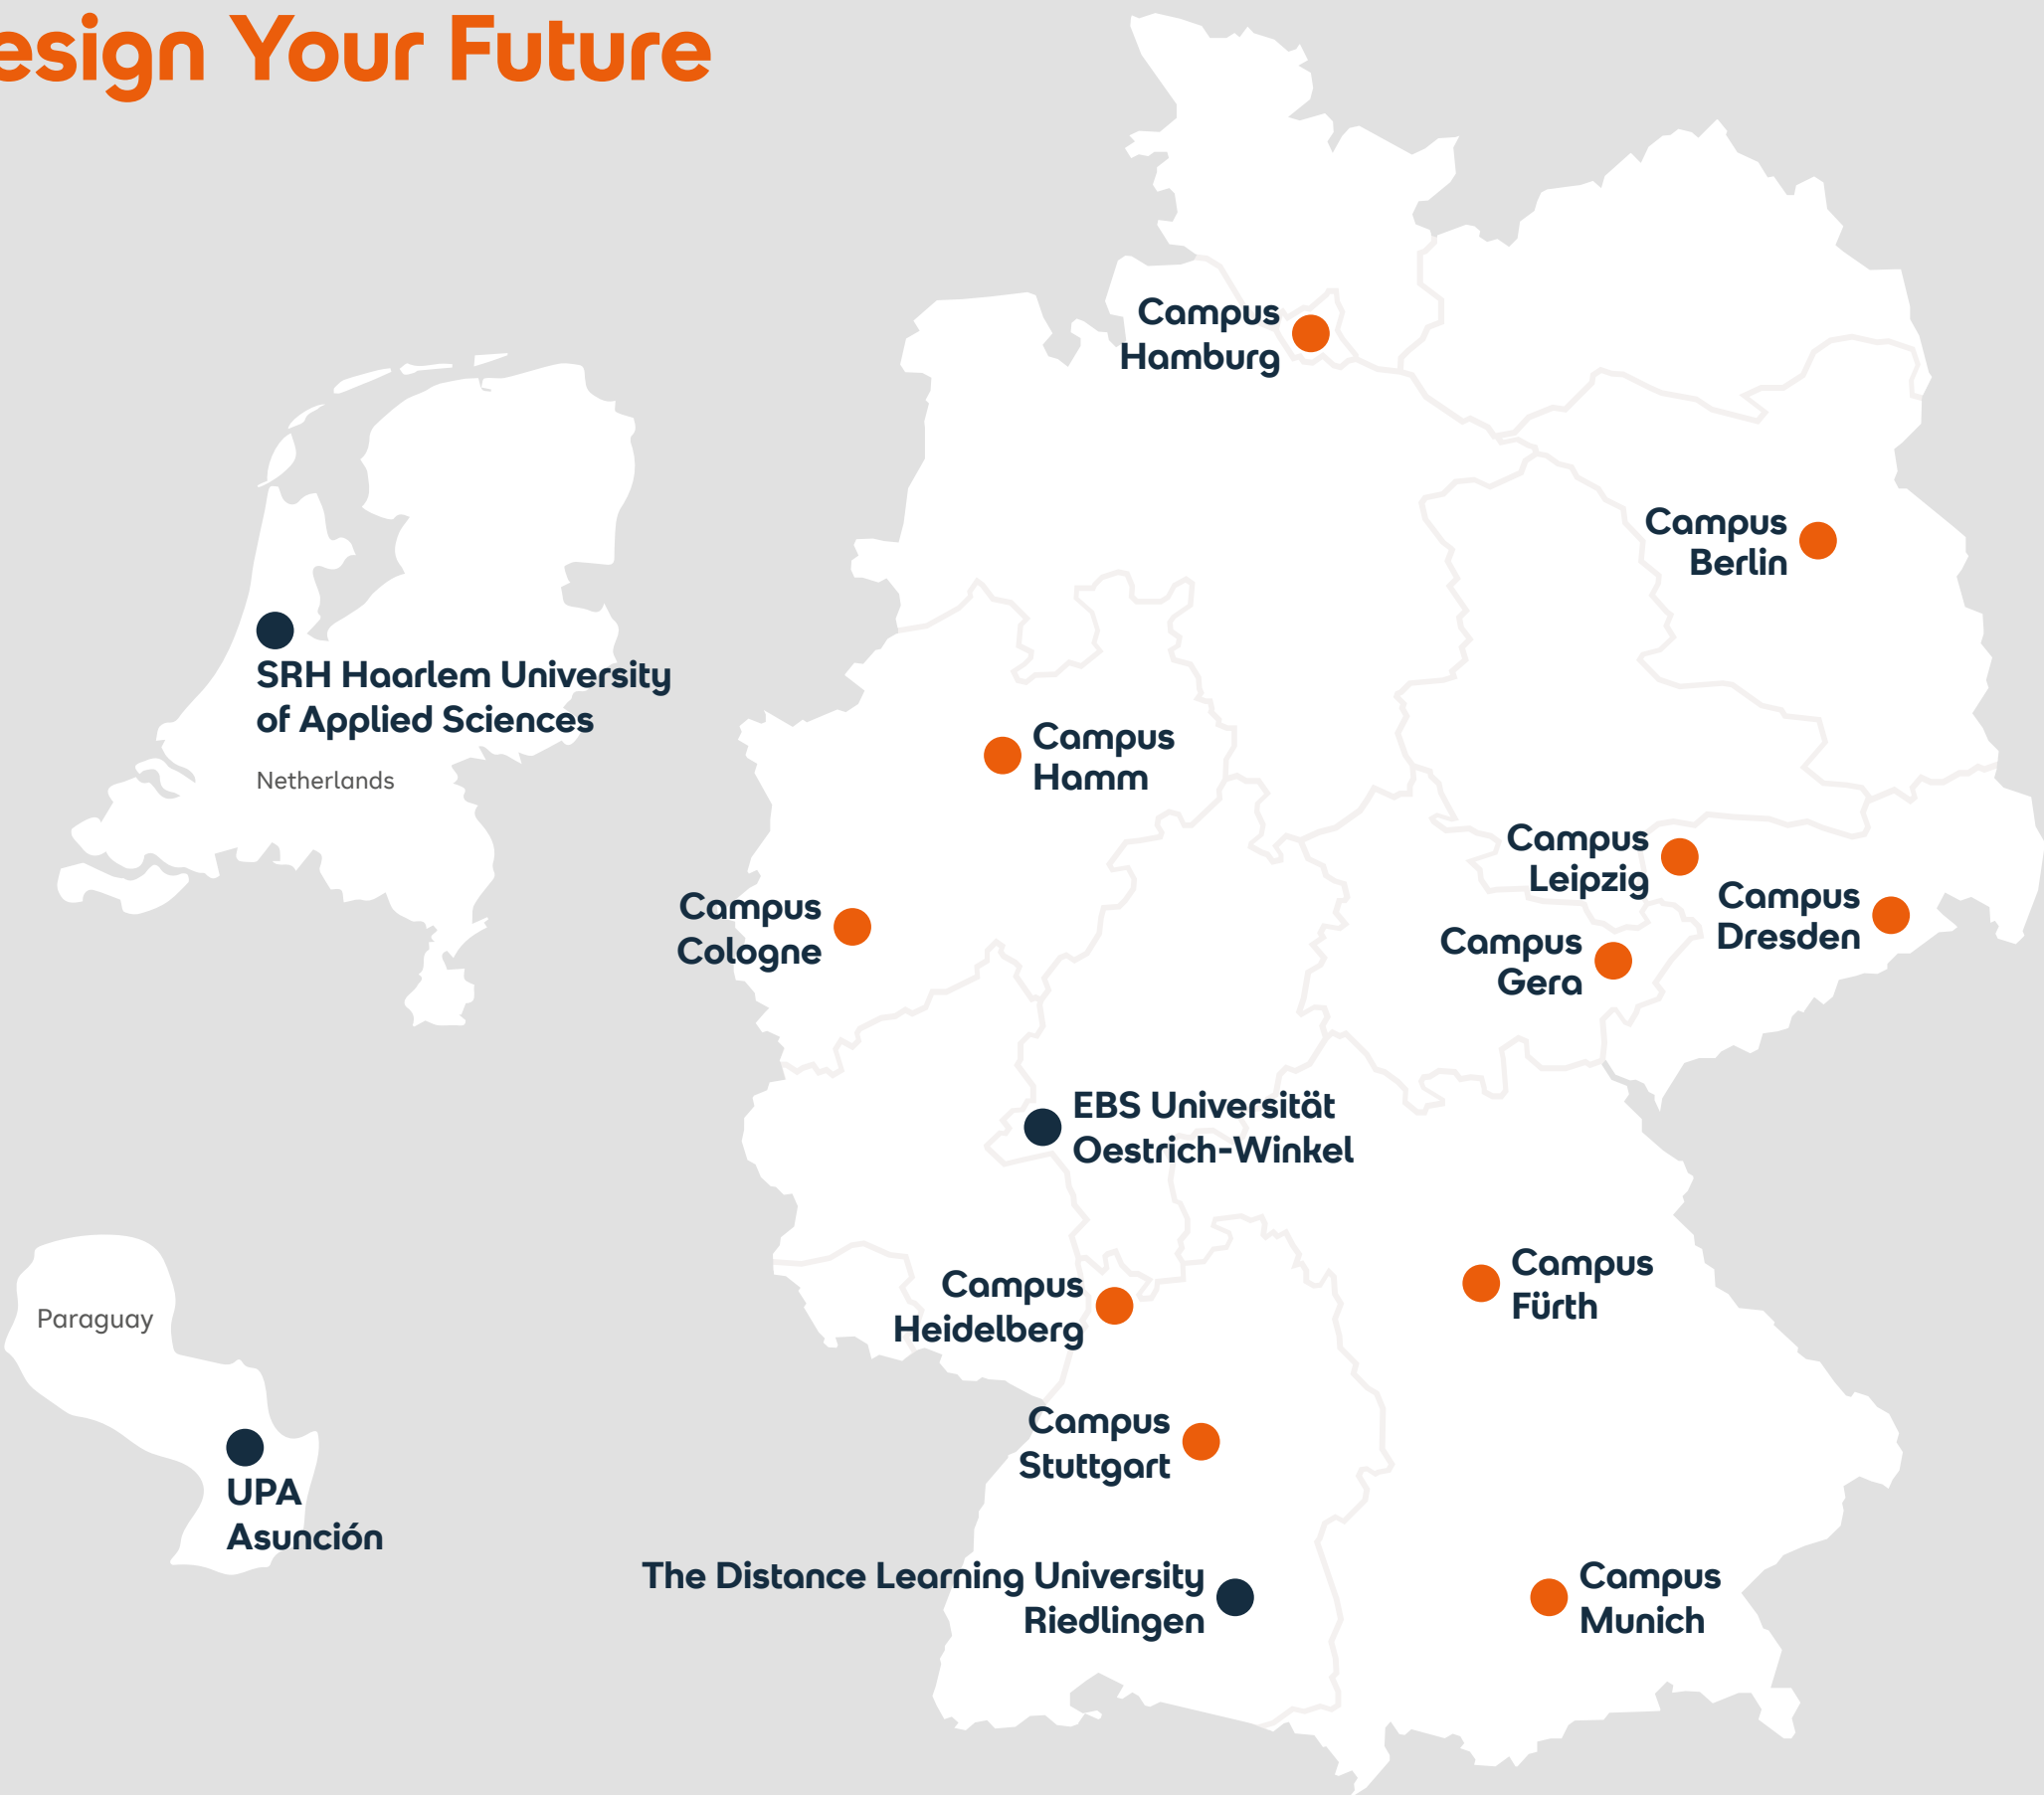 esign Your Future
Campus
Hamburg
Campus
Berlin
SRH Haarlem University
of Applied Sciences
Netherlands
Campus
Hamm
Campus
Leipzig
Campus
Dresden
Campus
Cologne
Campus
Gera
EBS Universität
Oestrich-Winkel
Campus
Fürth
Campus
Heidelberg
Paraguay
Campus
Stuttgart
UPA
Asunción
The Distance Learning University
Riedlingen
Campus
Munich